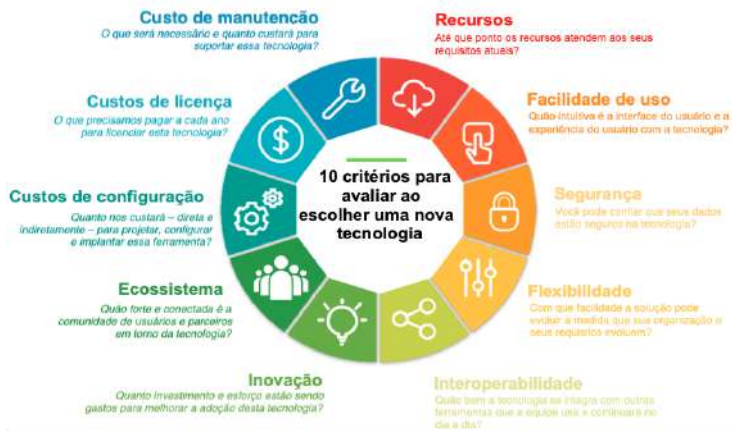 Custo de manutenção
O que será necessário e quanto custará para
suportar essa tecnologia?
Recursos
Até que ponto os recursos atendem aos seus
requisitos atuais?
Custos de licença
O que precisamos pagar a cada ano
para licenciar esta tecnologia?
Facilidade de uso
Quão intuitiva é a interface do usuário e a
experiência do usuário com a tecnologia?
10 critérios para
avaliar ao
escolher uma nova
tecnologia
Custos de configuração
Quanto nos custará – direta e
indiretamente – para projetar, configurar
e implantar essa ferramenta?
Segurança
Você pode confiar que seus dados
estão seguros na tecnologia?
Ecossistema
Quão forte e conectada é a
comunidade de usuários e parceiros
em torno da tecnologia?
Flexibilidade
Com que facilidade a solução pode
evoluir a medida que sua organização e
seus requisitos evoluem?
Inovação
Quanto investimento e esforço estão sendo
gastos para melhorar a adoção desta tecnologia?
Interoperabilidade
Quão bem a tecnologia se integra com outras
ferramentas que a equipe usa e continuará no
dia a dia?